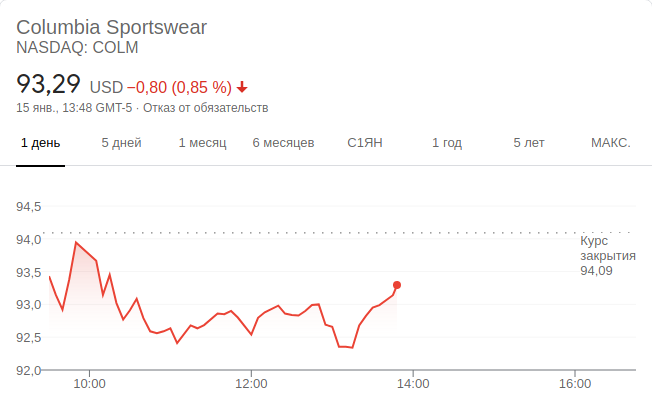 Columbia Sportswear
NASDAQ: COLM
93,29 USD −0,80 (0,85 %)
15 янв., 13:48 GMT-5 · Отказ от обязательств
1 день 5 дней 1 месяц 6 месяцев С1ЯН 1 год 5 лет МАКС.
94,5
94,0
93,5
93,0
92,5
92,0
Курс
закрытия
94,09
10:00 12:00 14:00 16:00